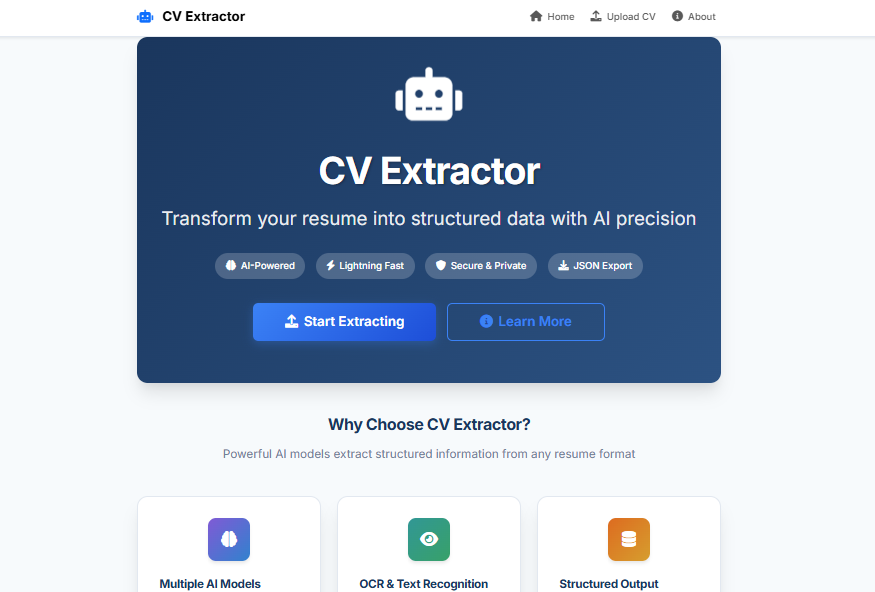 CV Extractor
Home Upload CV About
CV Extractor
Transform your resume into structured data with AI precision
AI-Powered Lightning Fast Secure & Private JSON Export
Start Extracting Learn More
Why Choose CV Extractor?
Powerful AI models extract structured information from any resume format
Multiple AI Models OCR & Text Recognition Structured Output